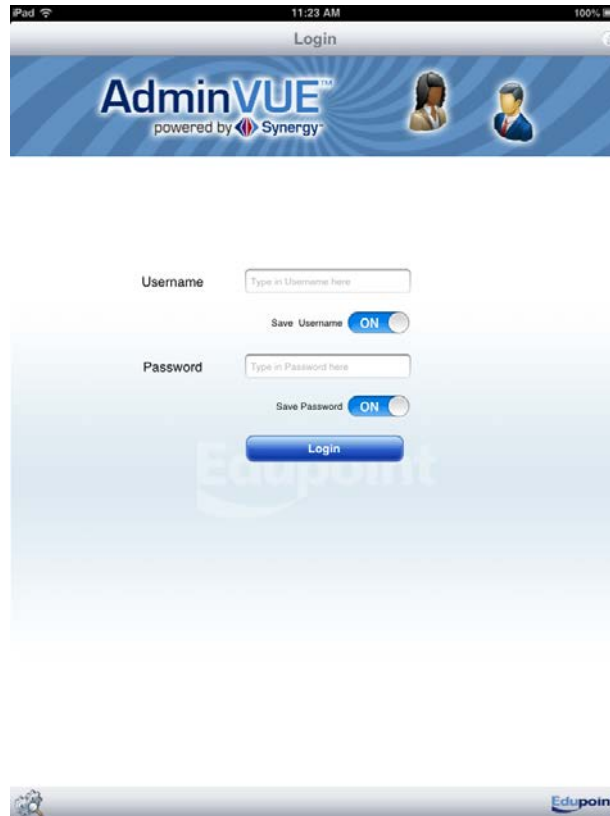 iPad 11:23 AM 100%
Login
AdminVUE™
powered by Synergy
Username Type in Username here
Save Username ON
Password Type in Password here
Save Password ON
Login
Edupoint
Edupoin